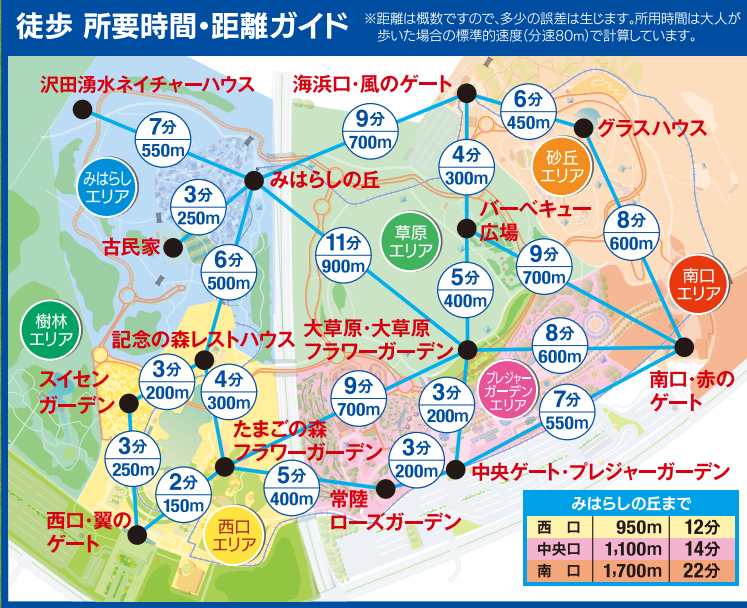 徒歩 所要時間・距離ガイド
※距離は概数ですので、多少の誤差は生じます。所用時間は大人が
歩いた場合の標準的速度（分速80m）で計算しています。
沢田湧水ネイチャーハウス
海浜口・風のゲート
6分
450m
グラスハウス
9分
700m
7分
550m
砂丘
エリア
4分
300m
みはらし
エリア
みはらしの丘
3分
250m
バーベキュー
広場
8分
600m
古民家
草原
エリア
11分
900m
9分
700m
6分
500m
5分
400m
南口
エリア
樹林
エリア
記念の森レストハウス
大草原・大草原
フラワーガーデン
8分
600m
スイセン
ガーデン
3分
200m
4分
300m
9分
700m
3分
200m
プレジャー
ガーデン
エリア
7分
550m
南口・赤の
ゲート
3分
250m
たまごの森
フラワーガーデン
3分
200m
2分
150m
5分
400m
中央ゲート・プレジャーガーデン
常陸
ローズガーデン
西口・翼の
ゲート
西口
エリア
みはらしの丘まで
西 口 950m 12分
中央口 1,100m 14分
南 口 1,700m 22分